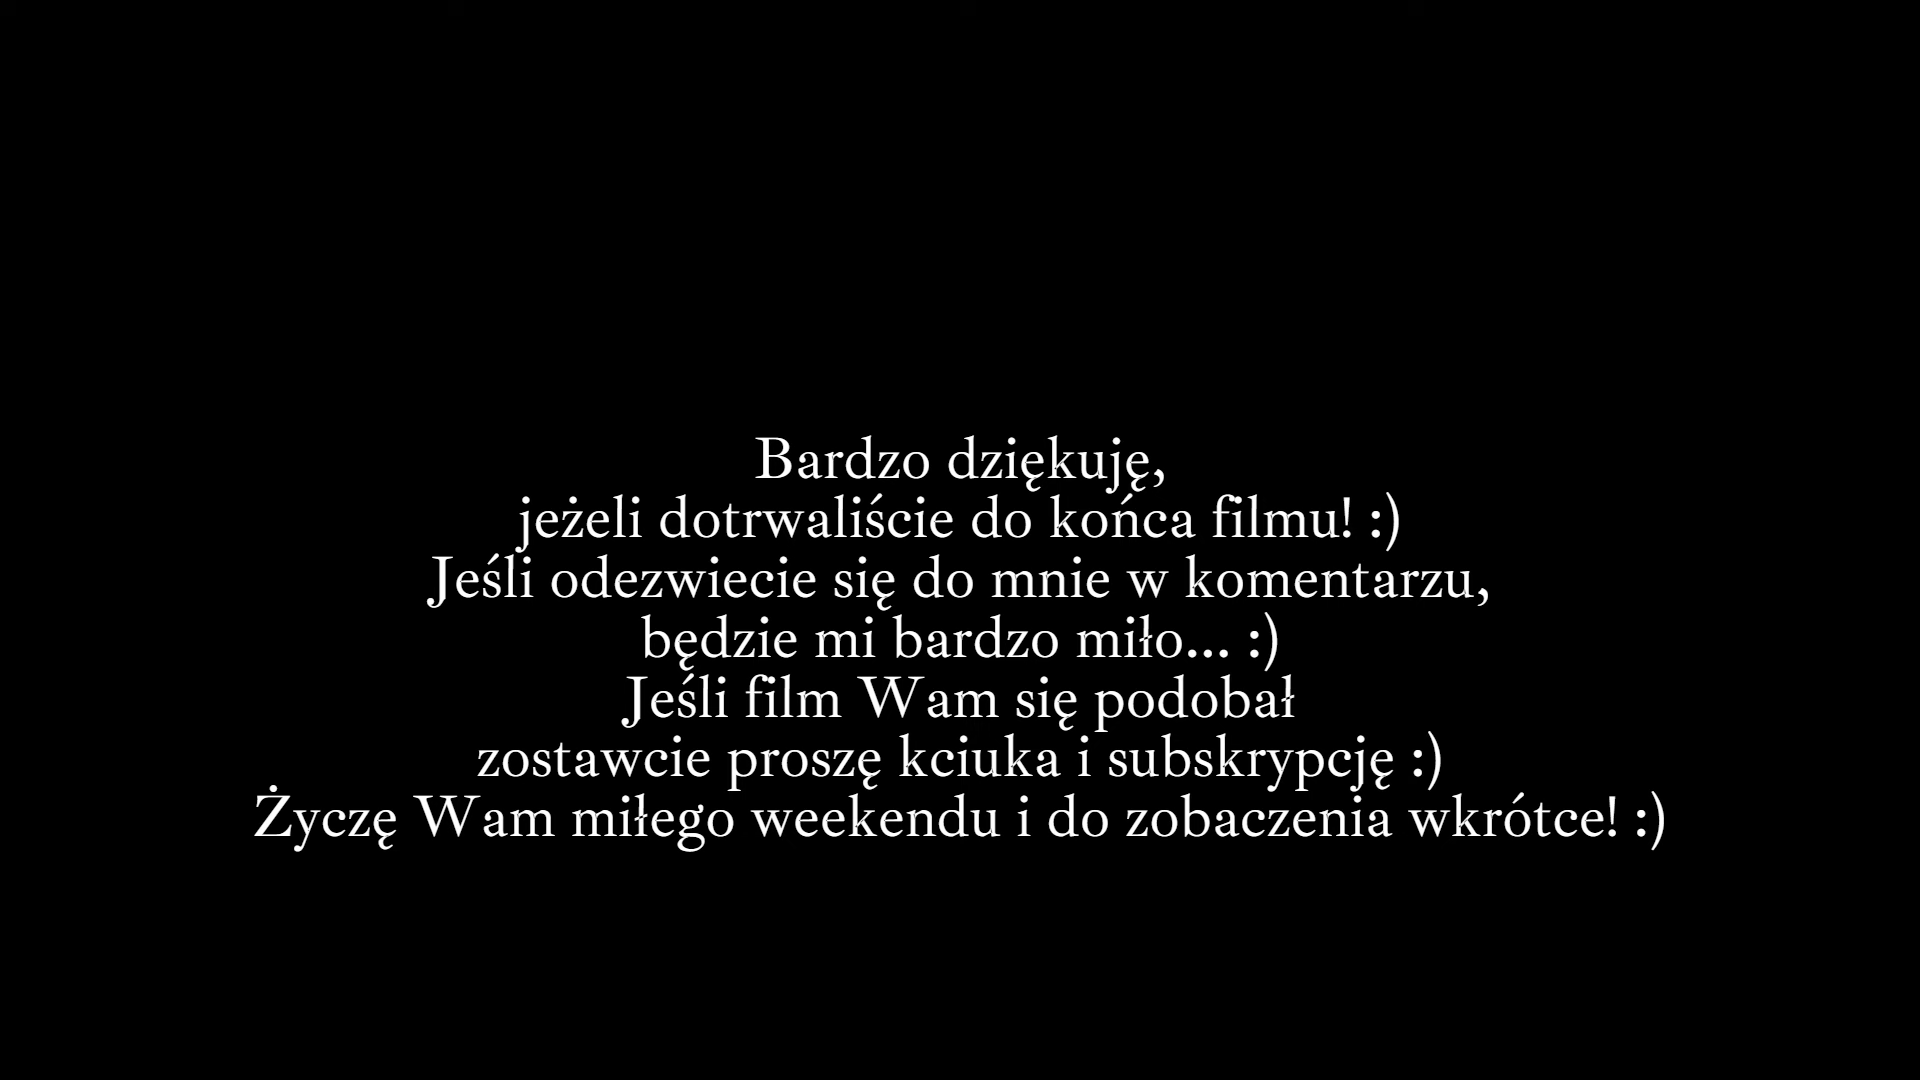 Bardzo dziękuję,
jeżeli dotrwaliście do końca filmu! :)
Jeśli odezwiecie się do mnie w komentarzu,
będzie mi bardzo miło... :)
Jeśli film Wam się podobał
zostawcie proszę kciuka i subskrypcję :)
Życzę Wam miłego weekendu i do zobaczenia wkrótce! :)